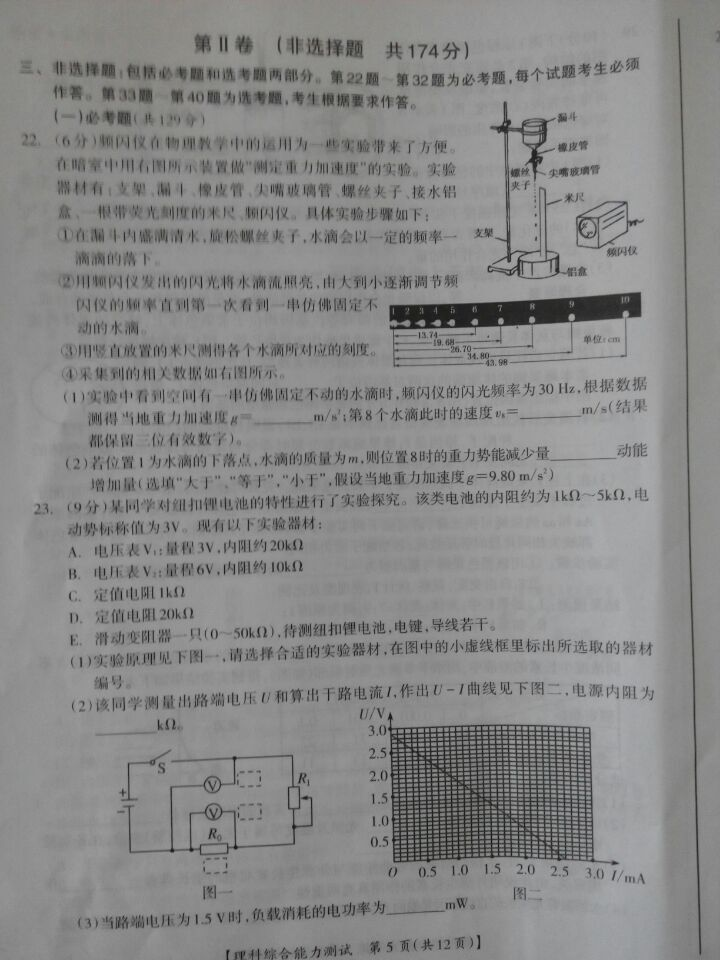 第Ⅱ卷 (非选择题 共174分)
三、非选择题:包括必考题和选考题两部分。第22题~第32题为必考题,每个试题考生必须
作答。第33题~第40题为选考题,考生根据要求作答。
(一)必考题(共129分)
22. (6分)频闪仪在物理教学中的运用为一些实验带来了方便。
在暗室中用右图所示装置做“测定重力加速度”的实验。实验
器材有:支架、漏斗、橡皮管、尖嘴玻璃管、螺丝夹子、接水铝
盒、一根带荧光刻度的米尺、频闪仪。具体实验步骤如下:
①在漏斗内盛满清水,旋松螺丝夹子,水滴会以一定的频率一
滴滴的落下。
②用频闪仪发出的闪光将水滴流照亮,由大到小逐渐调节频
闪仪的频率直到第一次看到一串仿佛固定不
动的水滴。
③用竖直放置的米尺测得各个水滴所对应的刻度。
④采集到的相关数据如右图所示。
漏斗
橡皮管
螺丝
夹子
尖嘴玻璃管
米尺
支架
频闪仪
铝盒
1 2 3 4 5 6 7 8 9 10
13.74
19.68
26.70
34.80
43.98
单位:cm
(1)实验中看到空间有一串仿佛固定不动的水滴时,频闪仪的闪光频率为30 Hz,根据数据
测得当地重力加速度g=________m/s²;第8个水滴此时的速度v₈=________m/s(结果
都保留三位有效数字)。
(2)若位置1为水滴的下落点,水滴的质量为m,则位置8时的重力势能减少量________动能
增加量(选填“大于”、“等于”,“小于”,假设当地重力加速度g=9.80 m/s²)
23. (9分)某同学对纽扣锂电池的特性进行了实验探究。该类电池的内阻约为1kΩ~5kΩ,电
动势标称值为3V。现有以下实验器材:
A. 电压表V₁:量程3V,内阻约20kΩ
B. 电压表V₂:量程6V,内阻约10kΩ
C. 定值电阻1kΩ
D. 定值电阻20kΩ
E. 滑动变阻器一只(0~50kΩ),待测纽扣锂电池,电键,导线若干。
(1)实验原理见下图一,请选择合适的实验器材,在图中的小虚线框里标出所选取的器材
编号。
(2)该同学测量出路端电压U和算出干路电流I,作出U-I曲线见下图二,电源内阻为
________kΩ。
S
+
-
V
V
R₀
R₁
图一
U/V
3.0
2.5
2.0
1.5
1.0
0.5
O 0.5 1.0 1.5 2.0 2.5 3.0 I/mA
图二
(3)当路端电压为1.5V时,负载消耗的电功率为________mW。
【理科综合能力测试 第5页(共12页)】